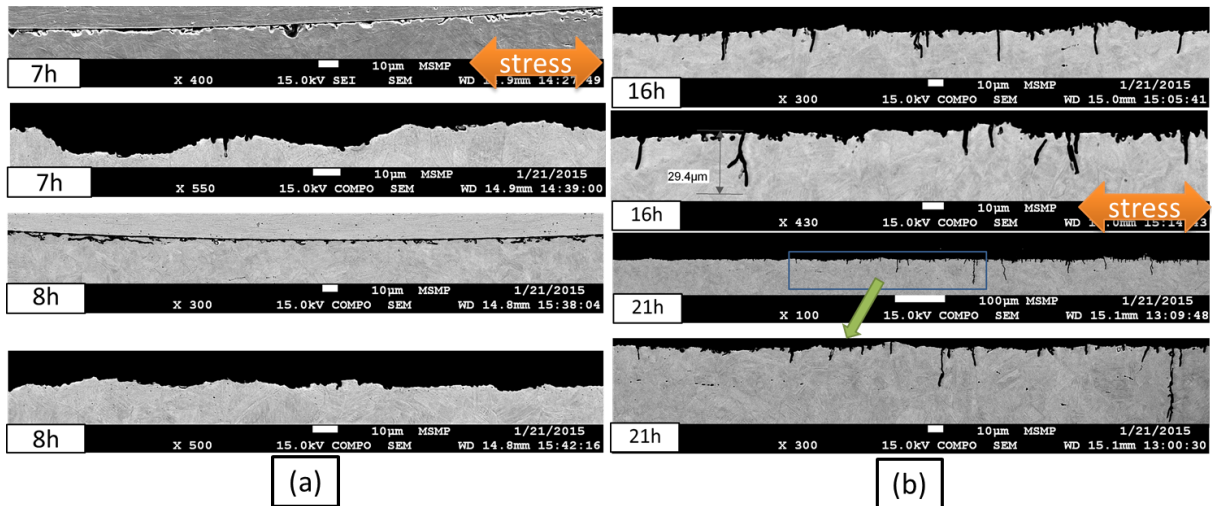 7h
stress
10μm MSMP
X 400 15.0kV SEI SEM WD 14.9mm 14:27:49
7h
10μm MSMP 1/21/2015
X 550 15.0kV COMPO SEM WD 14.9mm 14:39:00
8h
10μm MSMP 1/21/2015
X 300 15.0kV COMPO SEM WD 14.8mm 15:38:04
8h
10μm MSMP 1/21/2015
X 500 15.0kV COMPO SEM WD 14.8mm 15:42:16
(a)
16h
10μm MSMP 1/21/2015
X 300 15.0kV COMPO SEM WD 15.0mm 15:05:41
29.4μm
16h
10μm MSMP
stress
X 430 15.0kV COMPO SEM
21h
100μm MSMP 1/21/2015
X 100 15.0kV COMPO SEM WD 15.1mm 13:09:48
21h
10μm MSMP 1/21/2015
X 300 15.0kV COMPO SEM WD 15.1mm 13:00:30
(b)